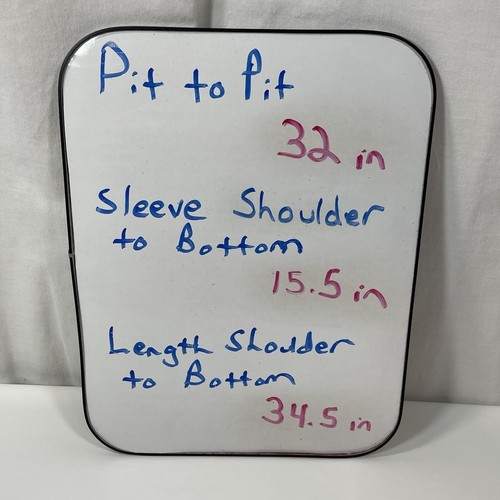 Pit to Pit
32 in
Sleeve Shoulder
to Bottom
15.5 in
Length Shoulder
to Bottom
34.5 in